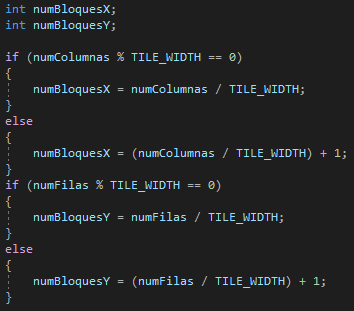 int numBloquesX;
int numBloquesY;
if (numColumnas % TILE_WIDTH == 0)
{
numBloquesX = numColumnas / TILE_WIDTH;
}
else
{
numBloquesX = (numColumnas / TILE_WIDTH) + 1;
}
if (numFilas % TILE_WIDTH == 0)
{
numBloquesY = numFilas / TILE_WIDTH;
}
else
{
numBloquesY = (numFilas / TILE_WIDTH) + 1;
}